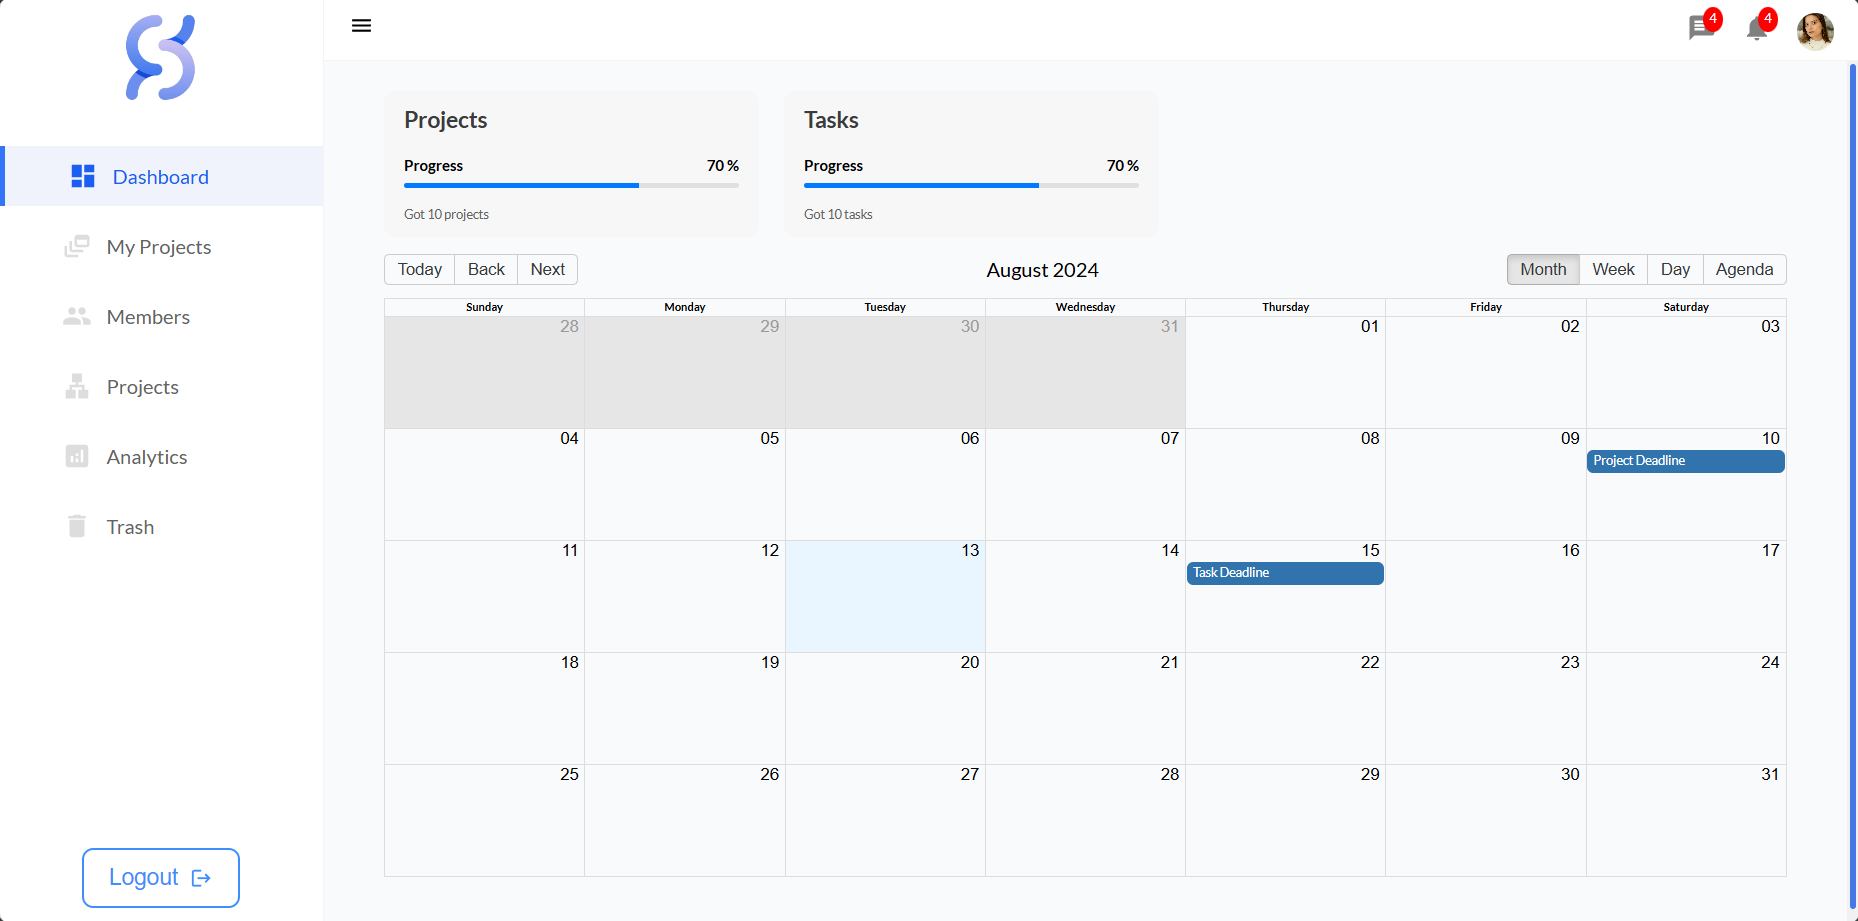 4
4
Dashboard
My Projects
Members
Projects
Analytics
Trash
Logout
Projects
Progress 70 %
Got 10 projects
Tasks
Progress 70 %
Got 10 tasks
Today Back Next
August 2024
Month Week Day Agenda
Sunday Monday Tuesday Wednesday Thursday Friday Saturday
28 29 30 31 01 02 03
04 05 06 07 08 09 10
Project Deadline
11 12 13 14 15 16 17
Task Deadline
18 19 20 21 22 23 24
25 26 27 28 29 30 31